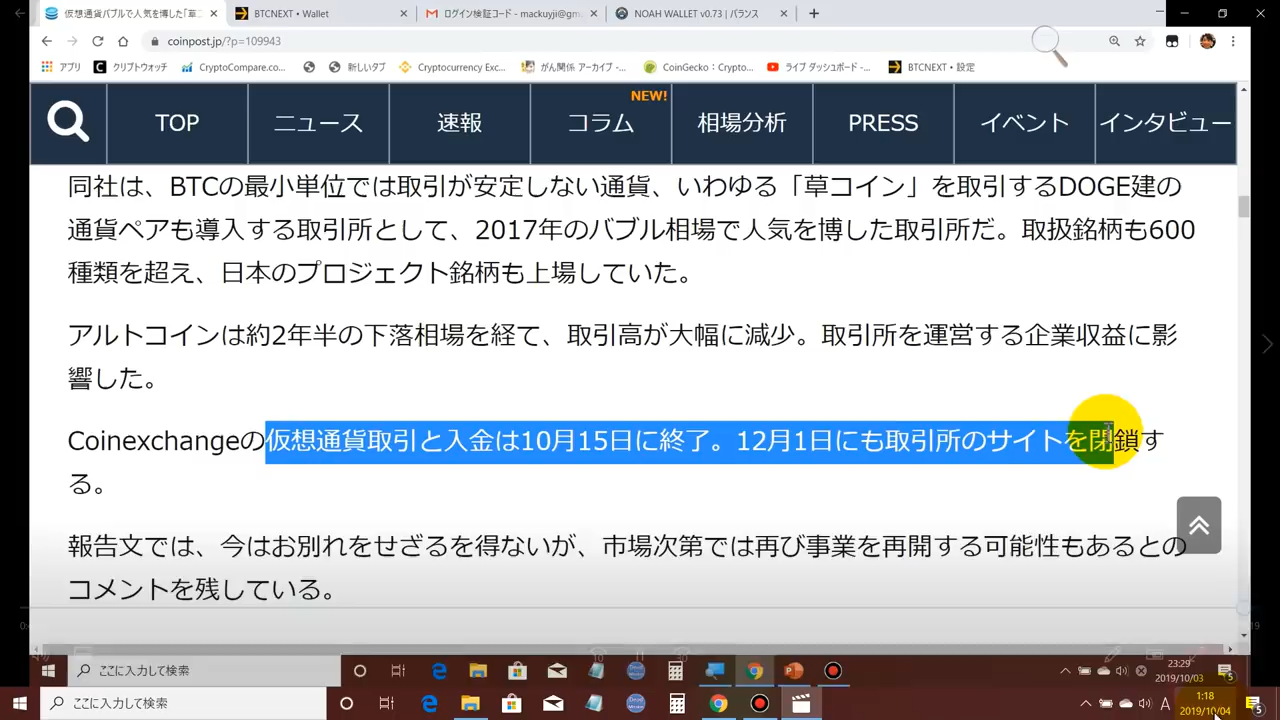 仮想通貨バブルで人気を博した「草コ
BTCNEXT • Wallet
ログイン検証コード - mackuyji@gm
NOAH WALLET v0.73 | バランス
coinpost.jp/?p=109943
アプリ
クリプトウォッチ
CryptoCompare.co...
新しいタブ
Cryptocurrency Exc...
がん関係 アーカイブ -...
CoinGecko：Crypto...
ライブ ダッシュボード -...
BTCNEXT • 設定
NEW!
TOP
ニュース
速報
コラム
相場分析
PRESS
イベント
インタビュー
同社は、BTCの最小単位では取引が安定しない通貨、いわゆる「草コイン」を取引するDOGE建の
通貨ペアも導入する取引所として、2017年のバブル相場で人気を博した取引所だ。取扱銘柄も600
種類を超え、日本のプロジェクト銘柄も上場していた。
アルトコインは約2年半の下落相場を経て、取引高が大幅に減少。取引所を運営する企業収益に影
響した。
Coinexchangeの仮想通貨取引と入金は10月15日に終了。12月1日にも取引所のサイトを閉鎖す
る。
報告文では、今はお別れをせざるを得ないが、市場次第では再び事業を再開する可能性もあるとの
コメントを残している。
ここに入力して検索
23:29
2019/10/03
5
ここに入力して検索
A
1:18
2019/10/04
5